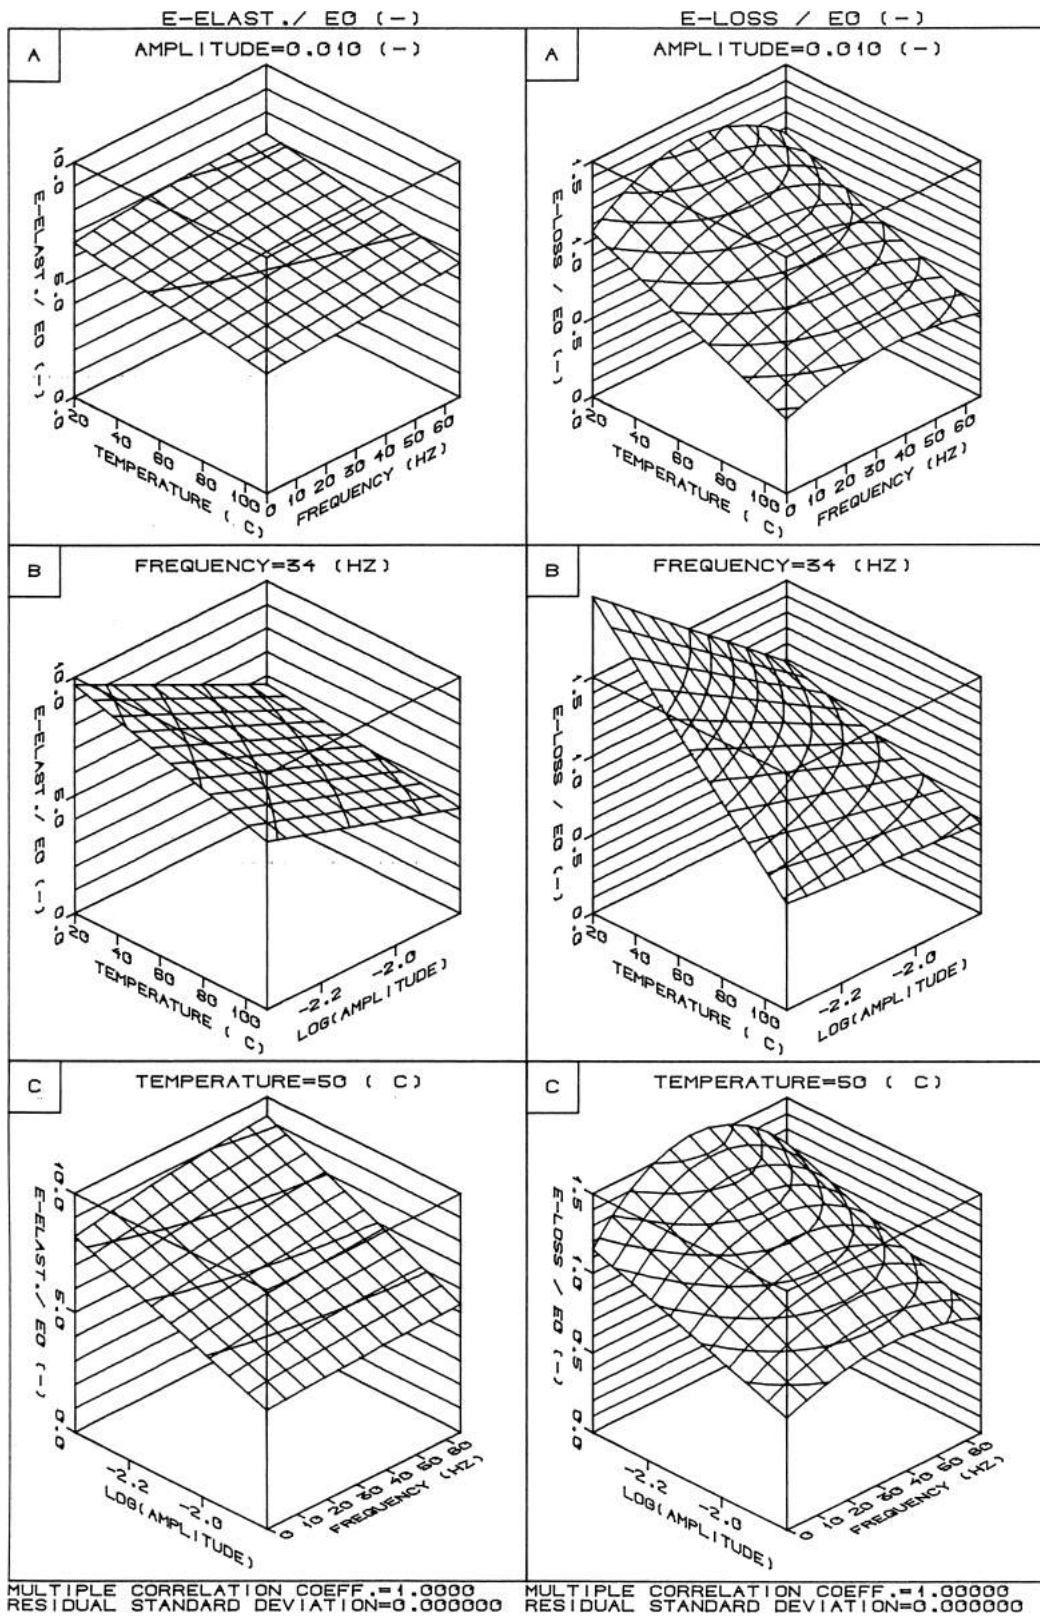 E-ELAST./ E0 (-)
E-LOSS / E0 (-)
A
AMPLITUDE=0.010 (-)
10.0
5.0
0.0
E-ELAST./ E0 (-)
20 40 60 80 100
TEMPERATURE ( C)
0 10 20 30 40 50 60
FREQUENCY (HZ)
A
AMPLITUDE=0.010 (-)
1.5
1.0
0.5
0.0
E-LOSS / E0 (-)
20 40 60 80 100
TEMPERATURE ( C)
0 10 20 30 40 50 60
FREQUENCY (HZ)
B
FREQUENCY=34 (HZ)
10.0
5.0
0.0
E-ELAST./ E0 (-)
20 40 60 80 100
TEMPERATURE ( C)
-2.2 -2.0
LOG(AMPLITUDE)
B
FREQUENCY=34 (HZ)
1.5
1.0
0.5
0.0
E-LOSS / E0 (-)
20 40 60 80 100
TEMPERATURE ( C)
-2.2 -2.0
LOG(AMPLITUDE)
C
TEMPERATURE=50 ( C)
10.0
5.0
0.0
E-ELAST./ E0 (-)
-2.2 -2.0
LOG(AMPLITUDE)
0 10 20 30 40 50 60
FREQUENCY (HZ)
C
TEMPERATURE=50 ( C)
1.5
1.0
0.5
0.0
E-LOSS / E0 (-)
-2.2 -2.0
LOG(AMPLITUDE)
0 10 20 30 40 50 60
FREQUENCY (HZ)
MULTIPLE CORRELATION COEFF.=1.00000
RESIDUAL STANDARD DEVIATION=0.000000
MULTIPLE CORRELATION COEFF.=1.00000
RESIDUAL STANDARD DEVIATION=0.000000